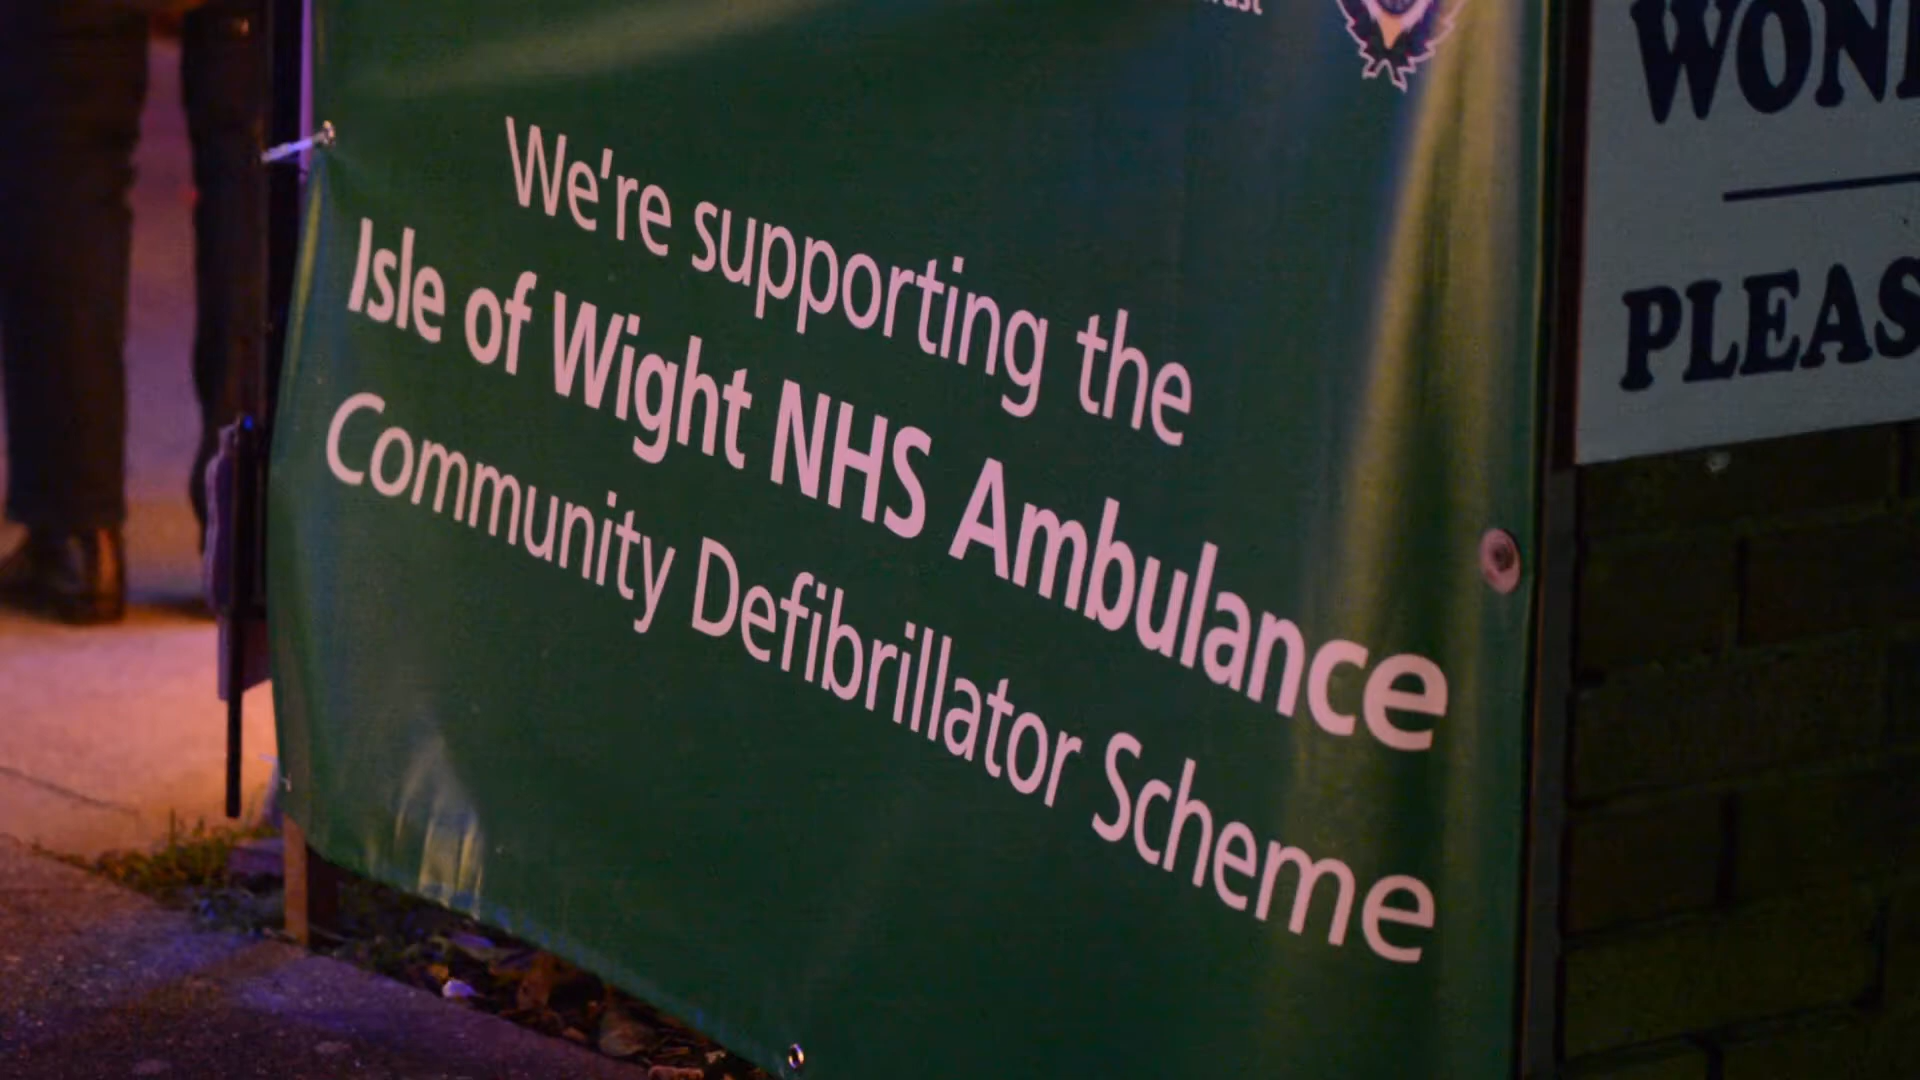 We're supporting the
Isle of Wight NHS Ambulance
Community Defibrillator Scheme